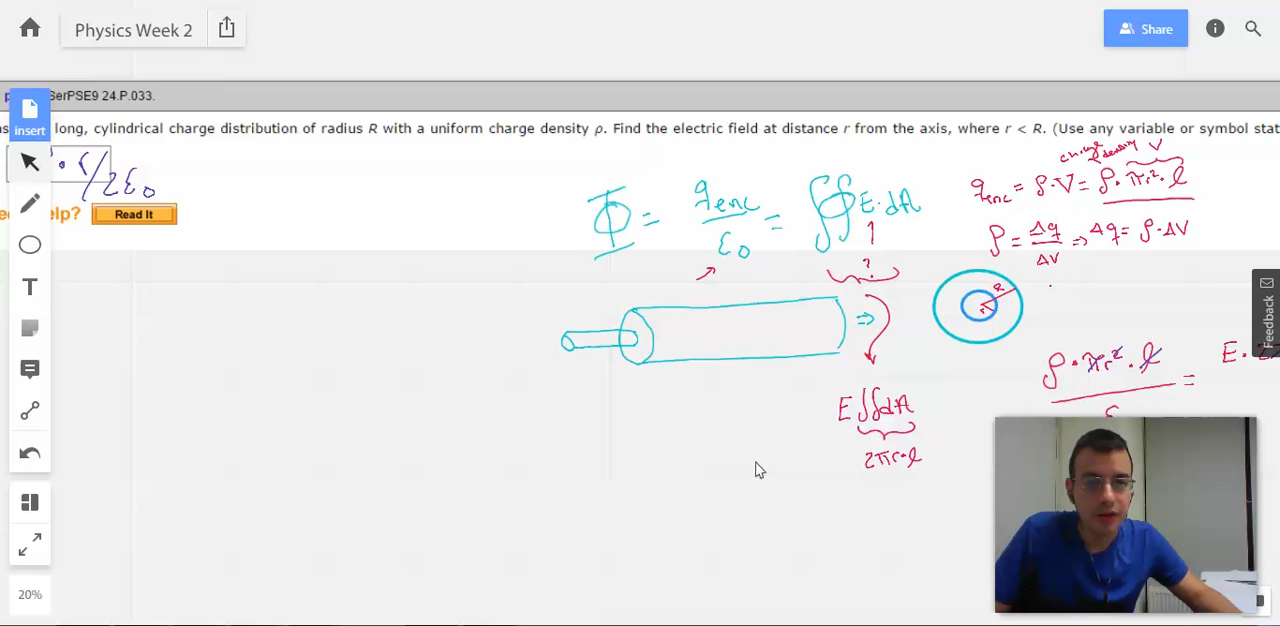 Physics Week 2
Share
SerPSE9 24.P.033.
insert
long, cylindrical charge distribution of radius R with a uniform charge density ρ. Find the electric field at distance r from the axis, where r < R. (Use any variable or symbol stat
· r/2ε₀
elp?
Read It
Φ = q_enc/ε₀ = ∯ E·dA
?
E ∬ dA
2πr·l
charge density V
q_enc = ρ·V = ρ·πr²·l
ρ = Δq/ΔV ⇒ Δq = ρ·ΔV
R
r
ρ·πr²·l = E·
Feedback
20%